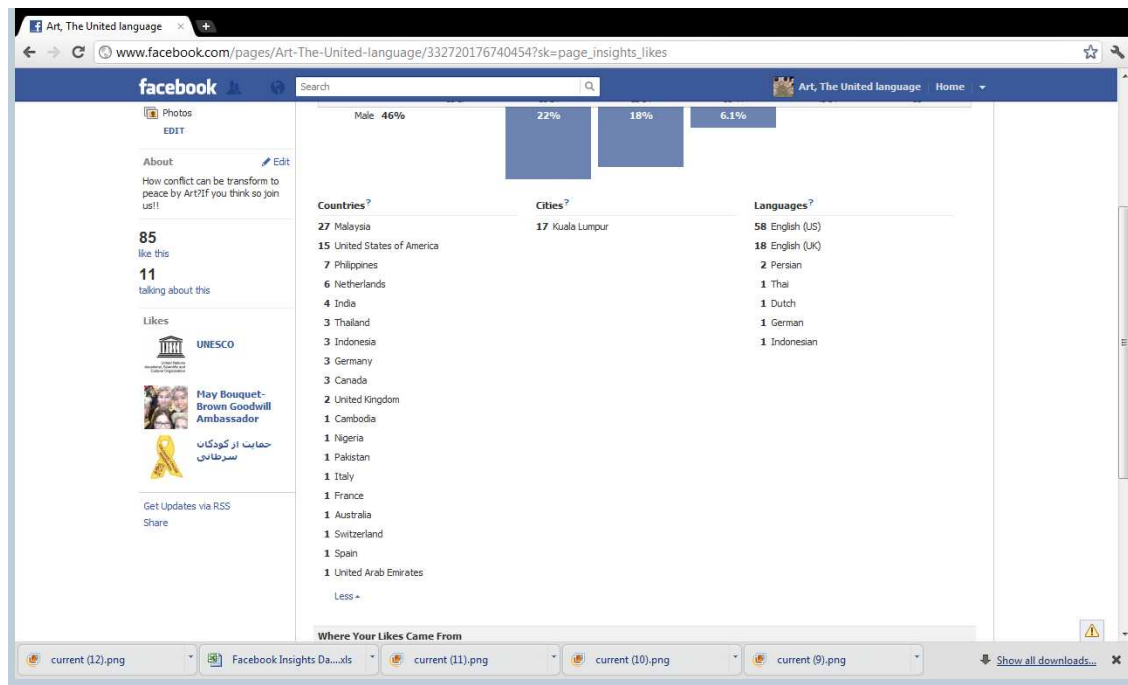 Art, The United language
www.facebook.com/pages/Art-The-United-language/332720176740454?sk=page_insights_likes
facebook
Search
Art, The United language
Home
Photos
EDIT
About
Edit
How conflict can be transform to
peace by Art?If you think so join
us!!
85
like this
11
talking about this
Likes
UNESCO
May Bouquet-
Brown Goodwill
Ambassador
حمایت از کودکان
سرطانی
Get Updates via RSS
Share
Male 46%
22%
18%
6.1%
Countries?
27 Malaysia
15 United States of America
7 Philippines
6 Netherlands
4 India
3 Thailand
3 Indonesia
3 Germany
3 Canada
2 United Kingdom
1 Cambodia
1 Nigeria
1 Pakistan
1 Italy
1 France
1 Australia
1 Switzerland
1 Spain
1 United Arab Emirates
Less
Cities?
17 Kuala Lumpur
Languages?
58 English (US)
18 English (UK)
2 Persian
1 Thai
1 Dutch
1 German
1 Indonesian
Where Your Likes Came From
current (12).png
Facebook Insights Da....xls
current (11).png
current (10).png
current (9).png
Show all downloads...